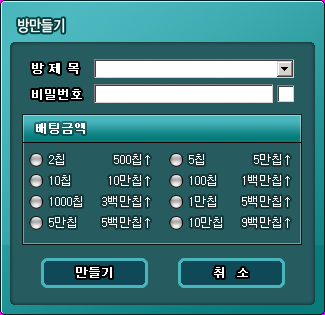 방만들기
방 제 목
비밀번호
배팅금액
2칩 500칩↑ 5칩 5만칩↑
10칩 10만칩↑ 100칩 1백만칩↑
1000칩 3백만칩↑ 1만칩 5백만칩↑
5만칩 5백만칩↑ 10만칩 9백만칩↑
만들기 취 소